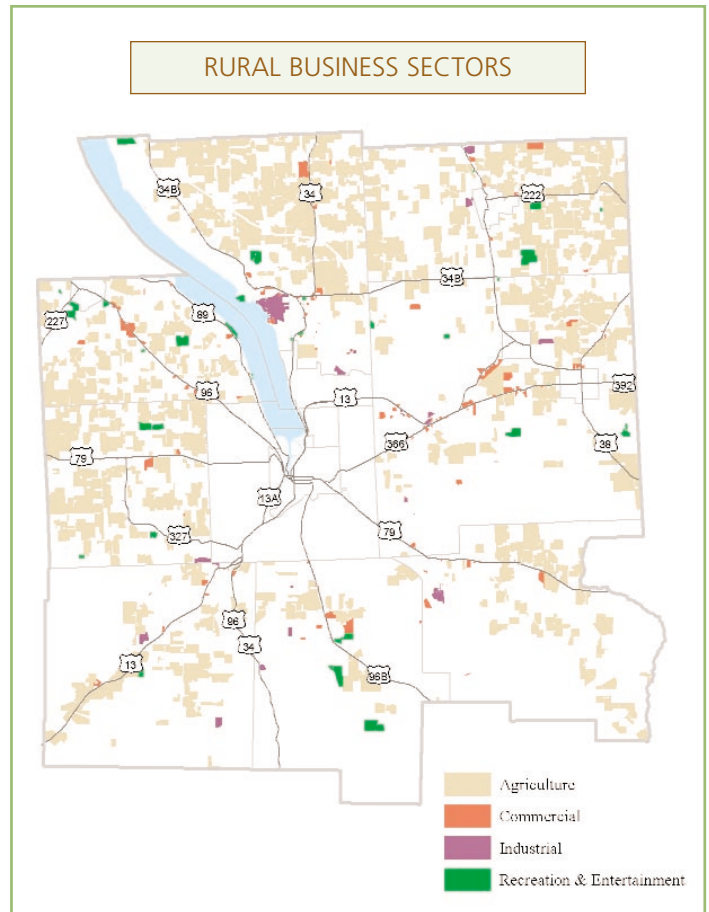 RURAL BUSINESS SECTORS
34B
34
222
34B
227
89
96
13
392
366
38
79
13A
79
327
96
34
13
96B
Agriculture
Commercial
Industrial
Recreation & Entertainment